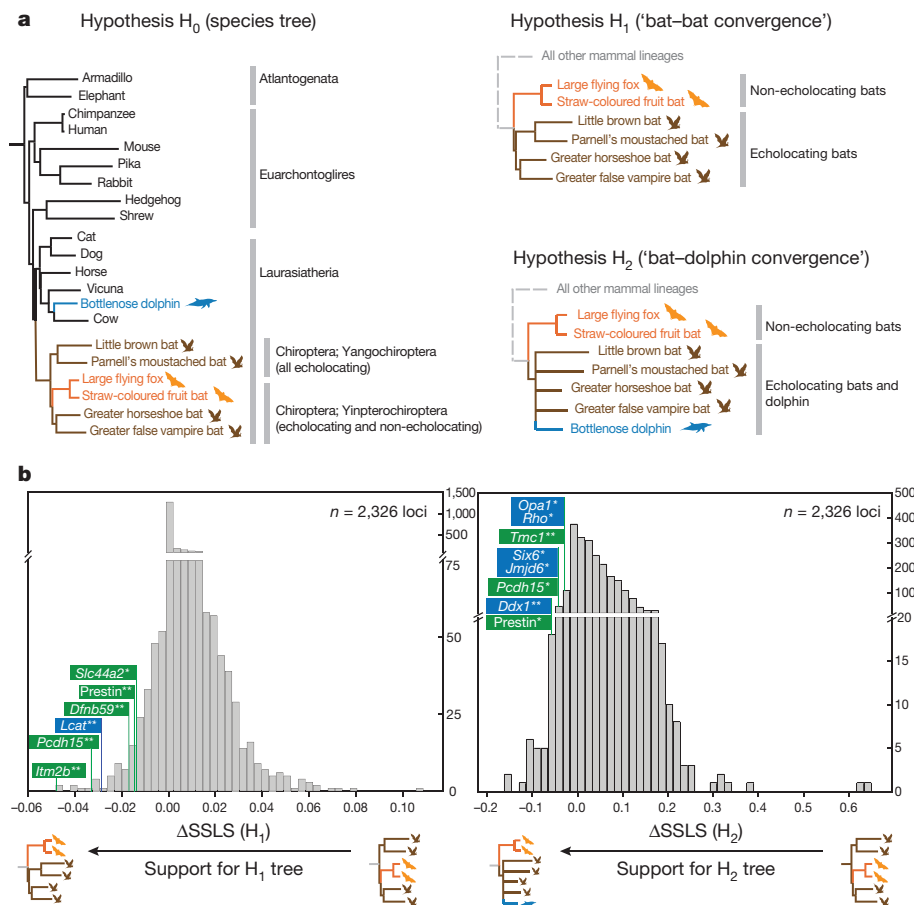 a
Hypothesis H0 (species tree)
Armadillo
Elephant
Chimpanzee
Human
Mouse
Pika
Rabbit
Hedgehog
Shrew
Cat
Dog
Horse
Vicuna
Bottlenose dolphin
Cow
Little brown bat
Parnell's moustached bat
Large flying fox
Straw-coloured fruit bat
Greater horseshoe bat
Greater false vampire bat
Atlantogenata
Euarchontoglires
Laurasiatheria
Chiroptera; Yangochiroptera
(all echolocating)
Chiroptera; Yinpterochiroptera
(echolocating and non-echolocating)
Hypothesis H1 ('bat–bat convergence')
All other mammal lineages
Large flying fox
Straw-coloured fruit bat
Little brown bat
Parnell's moustached bat
Greater horseshoe bat
Greater false vampire bat
Non-echolocating bats
Echolocating bats
Hypothesis H2 ('bat–dolphin convergence')
All other mammal lineages
Large flying fox
Straw-coloured fruit bat
Little brown bat
Parnell's moustached bat
Greater horseshoe bat
Greater false vampire bat
Bottlenose dolphin
Non-echolocating bats
Echolocating bats and
dolphin
b
n = 2,326 loci
1,500
500
75
50
25
0
Slc44a2*
Prestin**
Dfnb59**
Lcat**
Pcdh15**
Itm2b**
–0.06 –0.04 –0.02 0.00 0.02 0.04 0.06 0.08 0.10
ΔSSLS (H1)
Support for H1 tree
n = 2,326 loci
500
400
300
200
100
20
15
10
5
0
Opa1*
Rho*
Tmc1**
Six6*
Jmjd6*
Pcdh15*
Ddx1**
Prestin*
–0.2 –0.1 0.0 0.1 0.2 0.3 0.4 0.5 0.6
ΔSSLS (H2)
Support for H2 tree